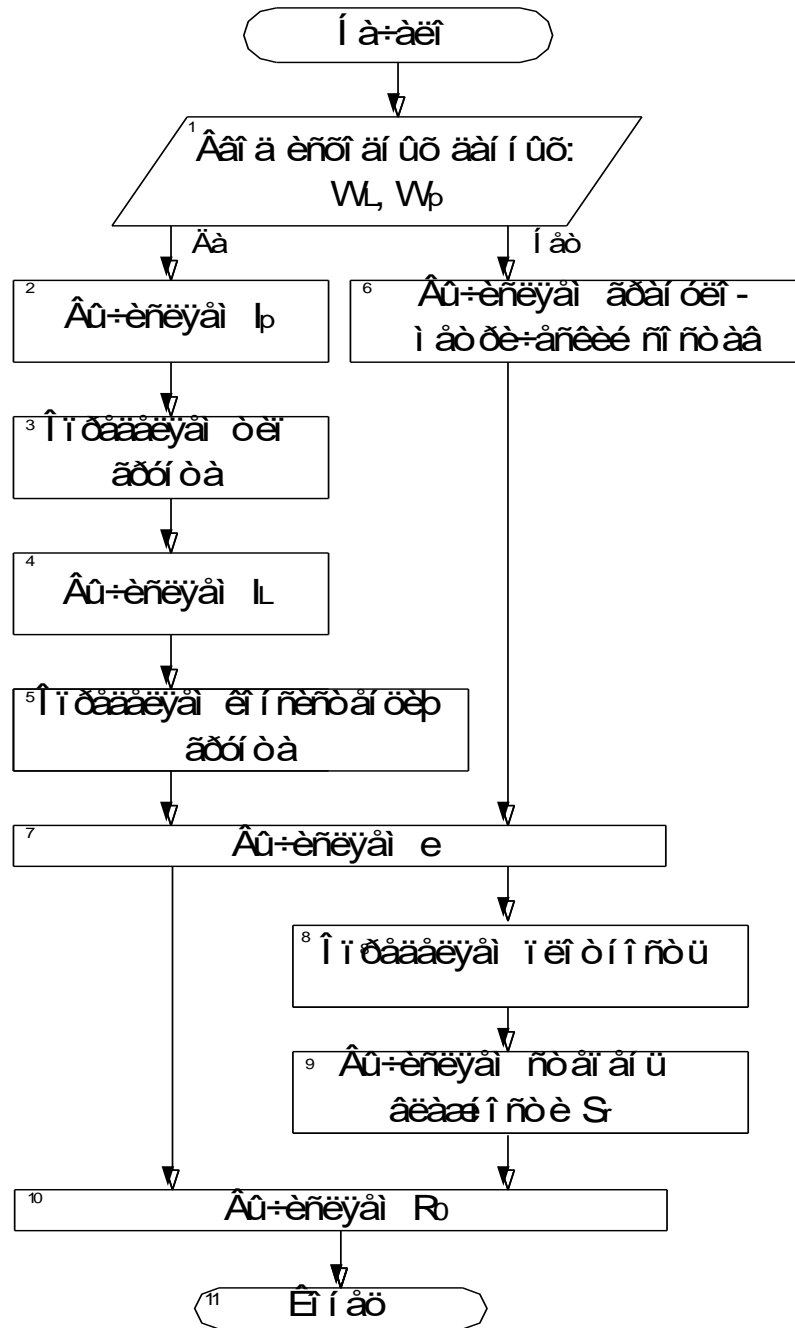 Íà÷àëî
1
Ââîä èñõîäíûõ äàííûõ:
WL, Wp
Äà
Íåò
2
Âû÷èñëÿåì Ip
6
Âû÷èñëÿåì ãðàíóëî-
ìåòðè÷åñêèé ñîñòàâ
3
Îïðåäåëÿåì òèï
ãðóíòà
4
Âû÷èñëÿåì IL
5
Îïðåäåëÿåì êîíñèñòåíöèþ
ãðóíòà
7
Âû÷èñëÿåì e
8
Îïðåäåëÿåì ïëîòíîñòü
9
Âû÷èñëÿåì ñòåïåíü
âëàæíîñòè Sr
10
Âû÷èñëÿåì R0
11
Êîíåö